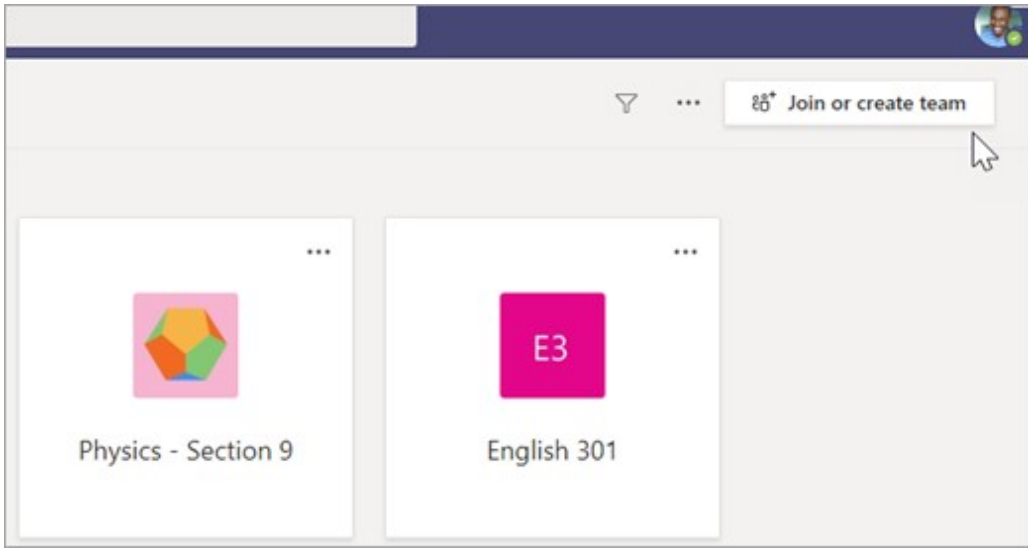 Join or create team
E3
Physics - Section 9
English 301